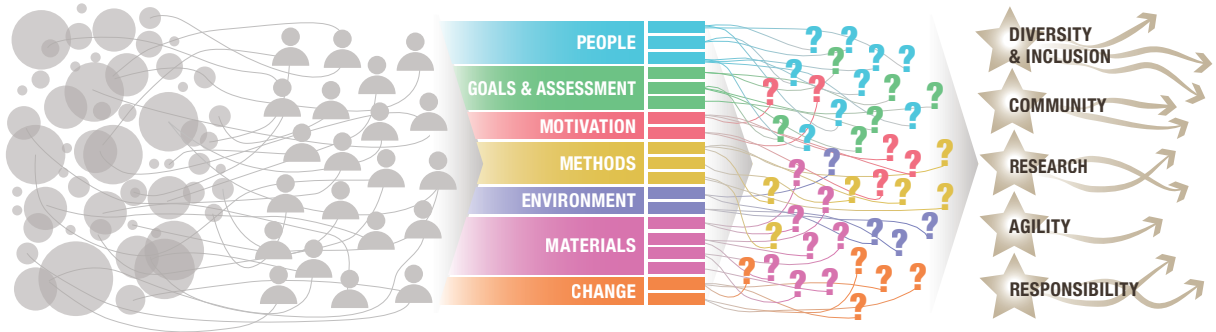 PEOPLE
GOALS & ASSESSMENT
MOTIVATION
METHODS
ENVIRONMENT
MATERIALS
CHANGE
? ? ? ? ? ? ? ? ? ? ? ? ? ? ? ? ? ? ? ? ? ? ? ? ? ? ? ? ? ? ? ? ? ? ? ? ? ? ? ? ? ?
DIVERSITY
& INCLUSION
COMMUNITY
RESEARCH
AGILITY
RESPONSIBILITY